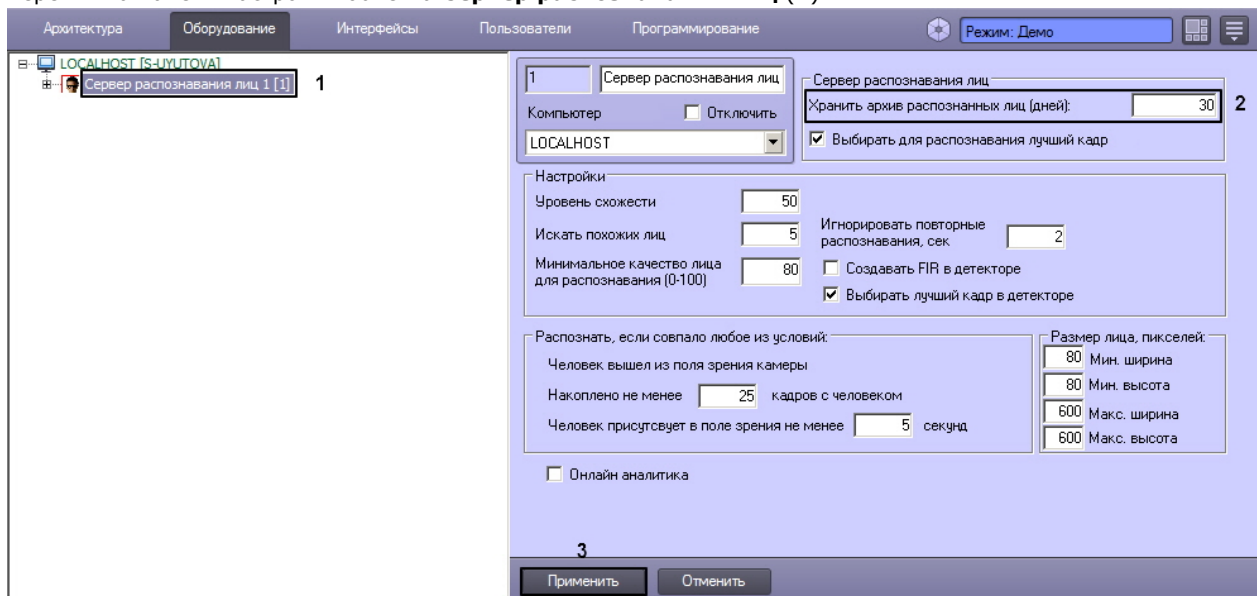 сервер распознавания лиц
Архитектура Оборудование Интерфейсы Пользователи Программирование Режим: Демо
LOCALHOST [S-UYUTOVA]
Сервер распознавания лиц 1 [1] 1
1 Сервер распознавания лиц
Компьютер Отключить
LOCALHOST
Сервер распознавания лиц
Хранить архив распознанных лиц (дней): 30 2
Выбирать для распознавания лучший кадр
Настройки
Уровень схожести 50
Искать похожих лиц 5
Минимальное качество лица
для распознавания (0-100) 80
Игнорировать повторные
распознавания, сек 2
Создавать FIR в детекторе
Выбирать лучший кадр в детекторе
Распознать, если совпало любое из условий:
Человек вышел из поля зрения камеры
Накоплено не менее 25 кадров с человеком
Человек присутсвует в поле зрения не менее 5 секунд
Размер лица, пикселей:
80 Мин. ширина
80 Мин. высота
600 Макс. ширина
600 Макс. высота
Онлайн аналитика
3
Применить Отменить